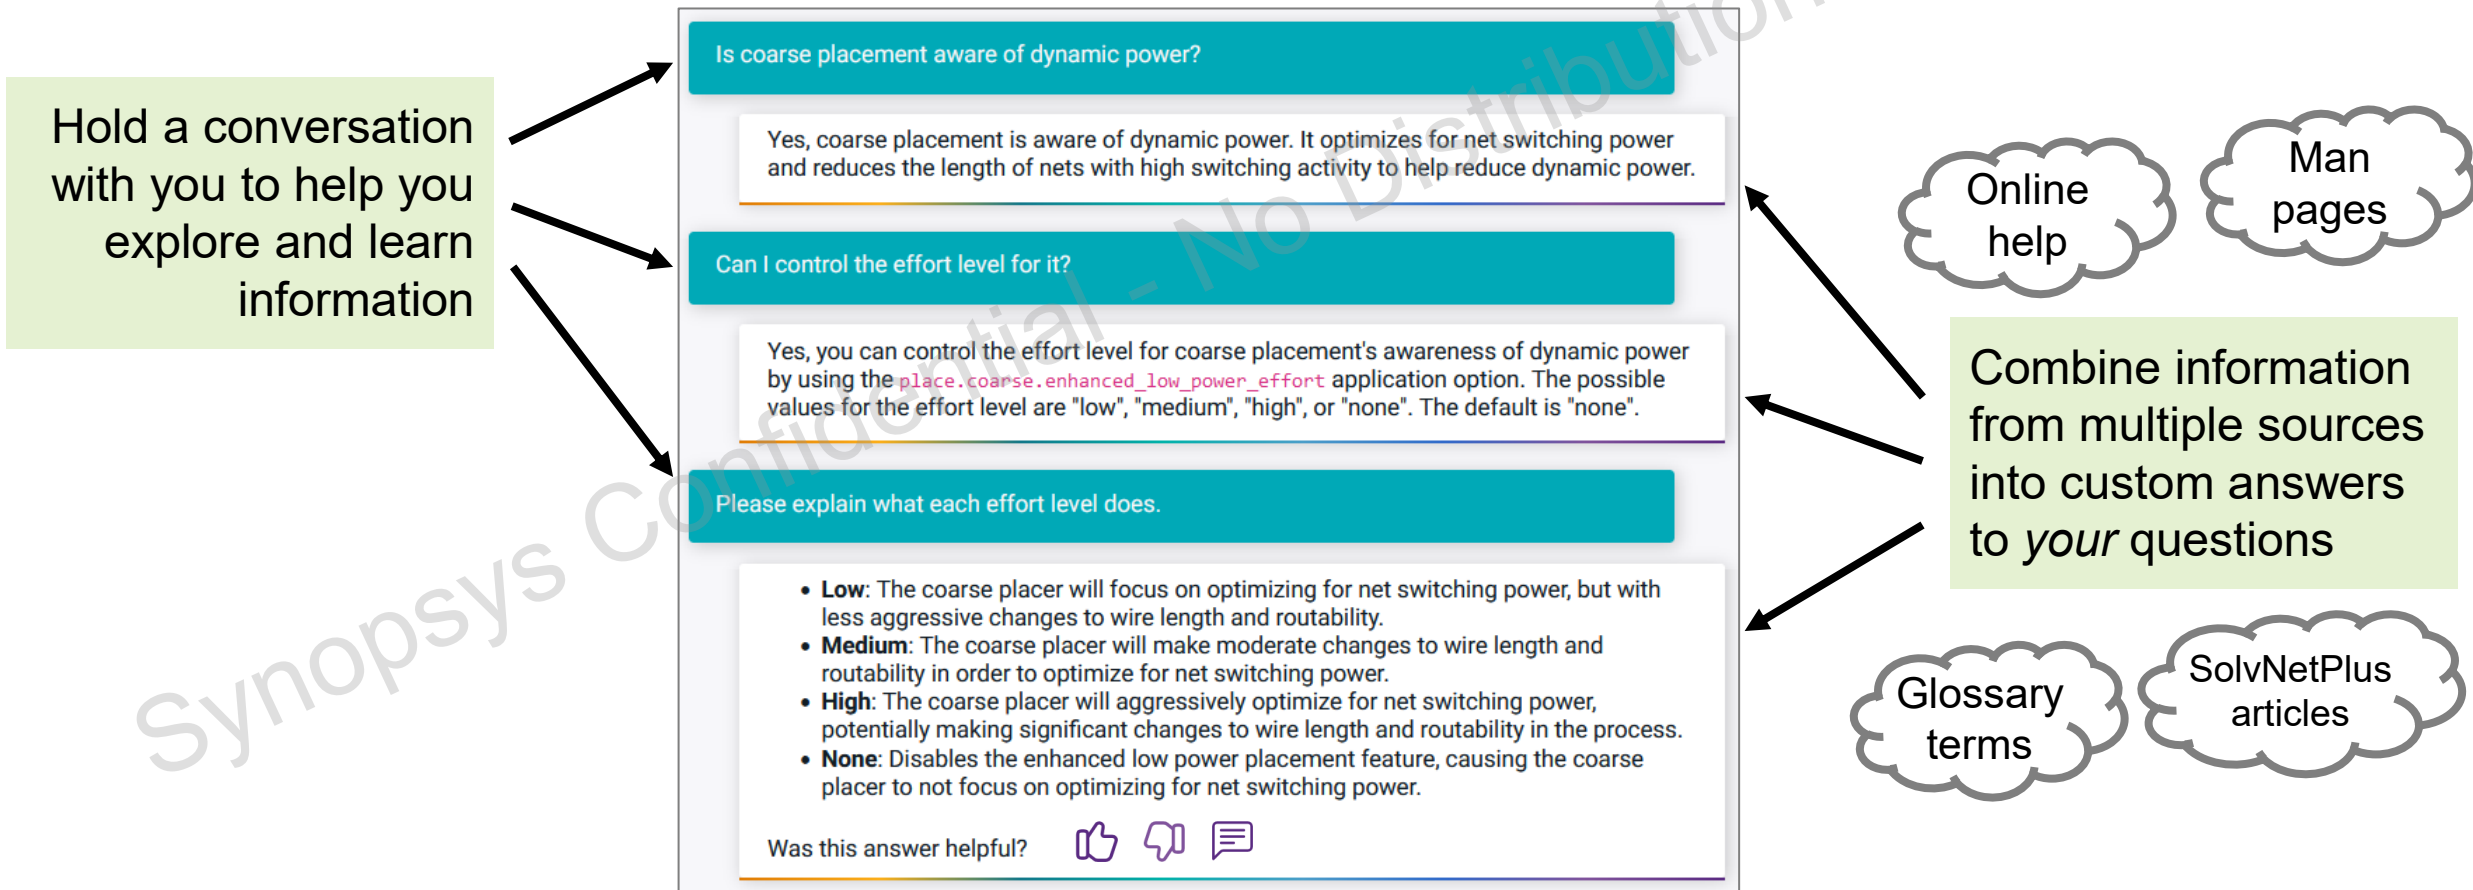 Hold a conversation
with you to help you
explore and learn
information
Is coarse placement aware of dynamic power?
Yes, coarse placement is aware of dynamic power. It optimizes for net switching power
and reduces the length of nets with high switching activity to help reduce dynamic power.
Can I control the effort level for it?
Yes, you can control the effort level for coarse placement's awareness of dynamic power
by using the place.coarse.enhanced_low_power_effort application option. The possible
values for the effort level are "low", "medium", "high", or "none". The default is "none".
Please explain what each effort level does.
• Low: The coarse placer will focus on optimizing for net switching power, but with
less aggressive changes to wire length and routability.
• Medium: The coarse placer will make moderate changes to wire length and
routability in order to optimize for net switching power.
• High: The coarse placer will aggressively optimize for net switching power,
potentially making significant changes to wire length and routability in the process.
• None: Disables the enhanced low power placement feature, causing the coarse
placer to not focus on optimizing for net switching power.
Was this answer helpful?
Online
help
Man
pages
Combine information
from multiple sources
into custom answers
to your questions
Glossary
terms
SolvNetPlus
articles
Synopsys Confidential - No Distribution